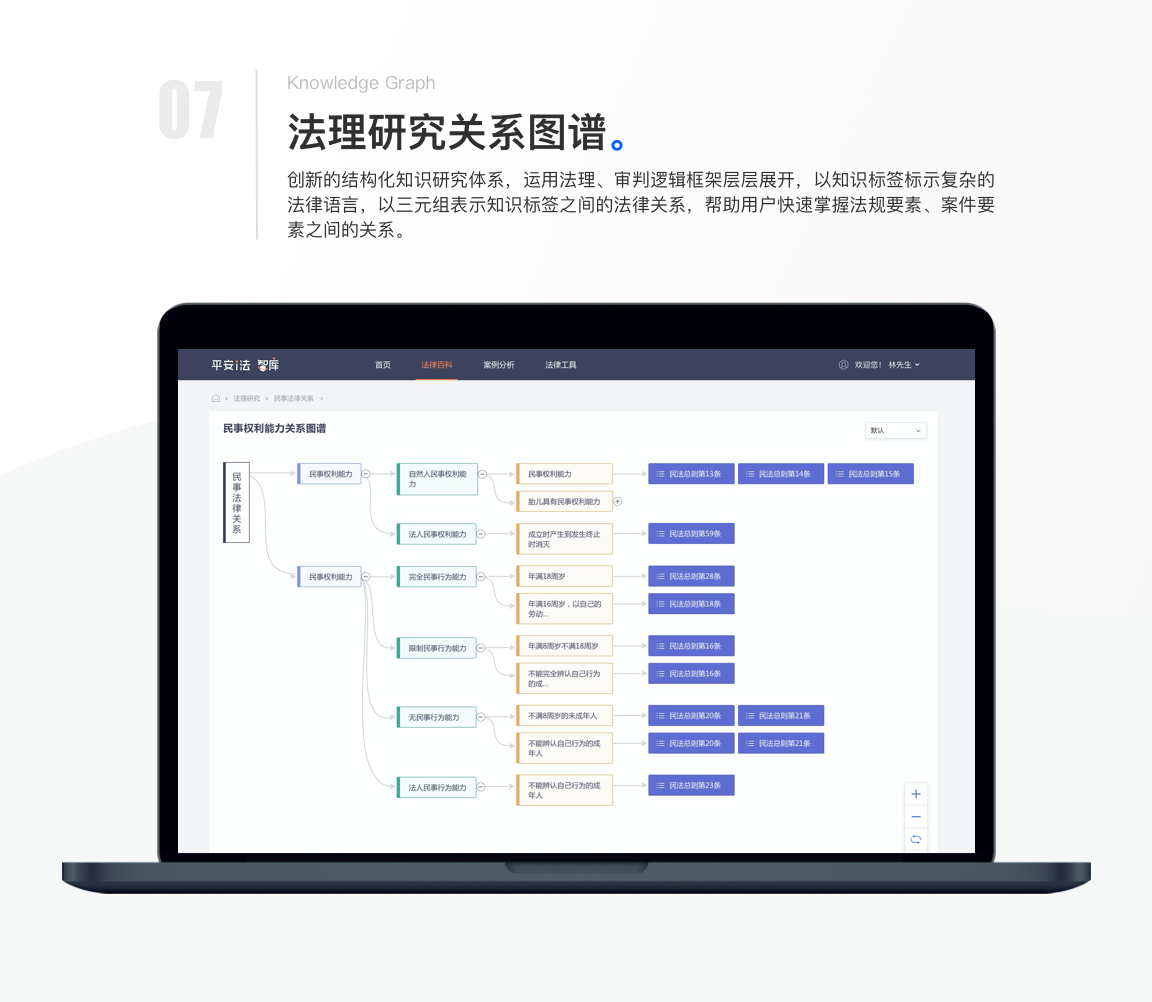 07
Knowledge Graph
法理研究关系图谱。
创新的结构化知识研究体系，运用法理、审判逻辑框架层层展开，以知识标签标示复杂的
法律语言，以三元组表示知识标签之间的法律关系，帮助用户快速掌握法规要素、案件要
素之间的关系。
平安i法 智库
首页 法律百科 案例分析 法律工具
欢迎您！ 林先生
> 法理研究 > 民事法律关系 >
民事权利能力关系图谱
默认
民事法律关系
民事权利能力
自然人民事权利能
力
民事权利能力
民法总则第13条 民法总则第14条 民法总则第15条
胎儿具有民事权利能力
法人民事权利能力
成立时产生到发生终止
时消灭
民法总则第59条
民事权利能力
完全民事行为能力
年满18周岁
民法总则第28条
年满16周岁，以自己的
劳动...
民法总则第18条
限制民事行为能力
年满8周岁不满18周岁
民法总则第16条
不能完全辨认自己行为
的成...
民法总则第16条
无民事行为能力
不满8周岁的未成年人
民法总则第20条 民法总则第21条
不能辨认自己行为的成
年人
民法总则第20条 民法总则第21条
法人民事行为能力
不能辨认自己行为的成
年人
民法总则第23条